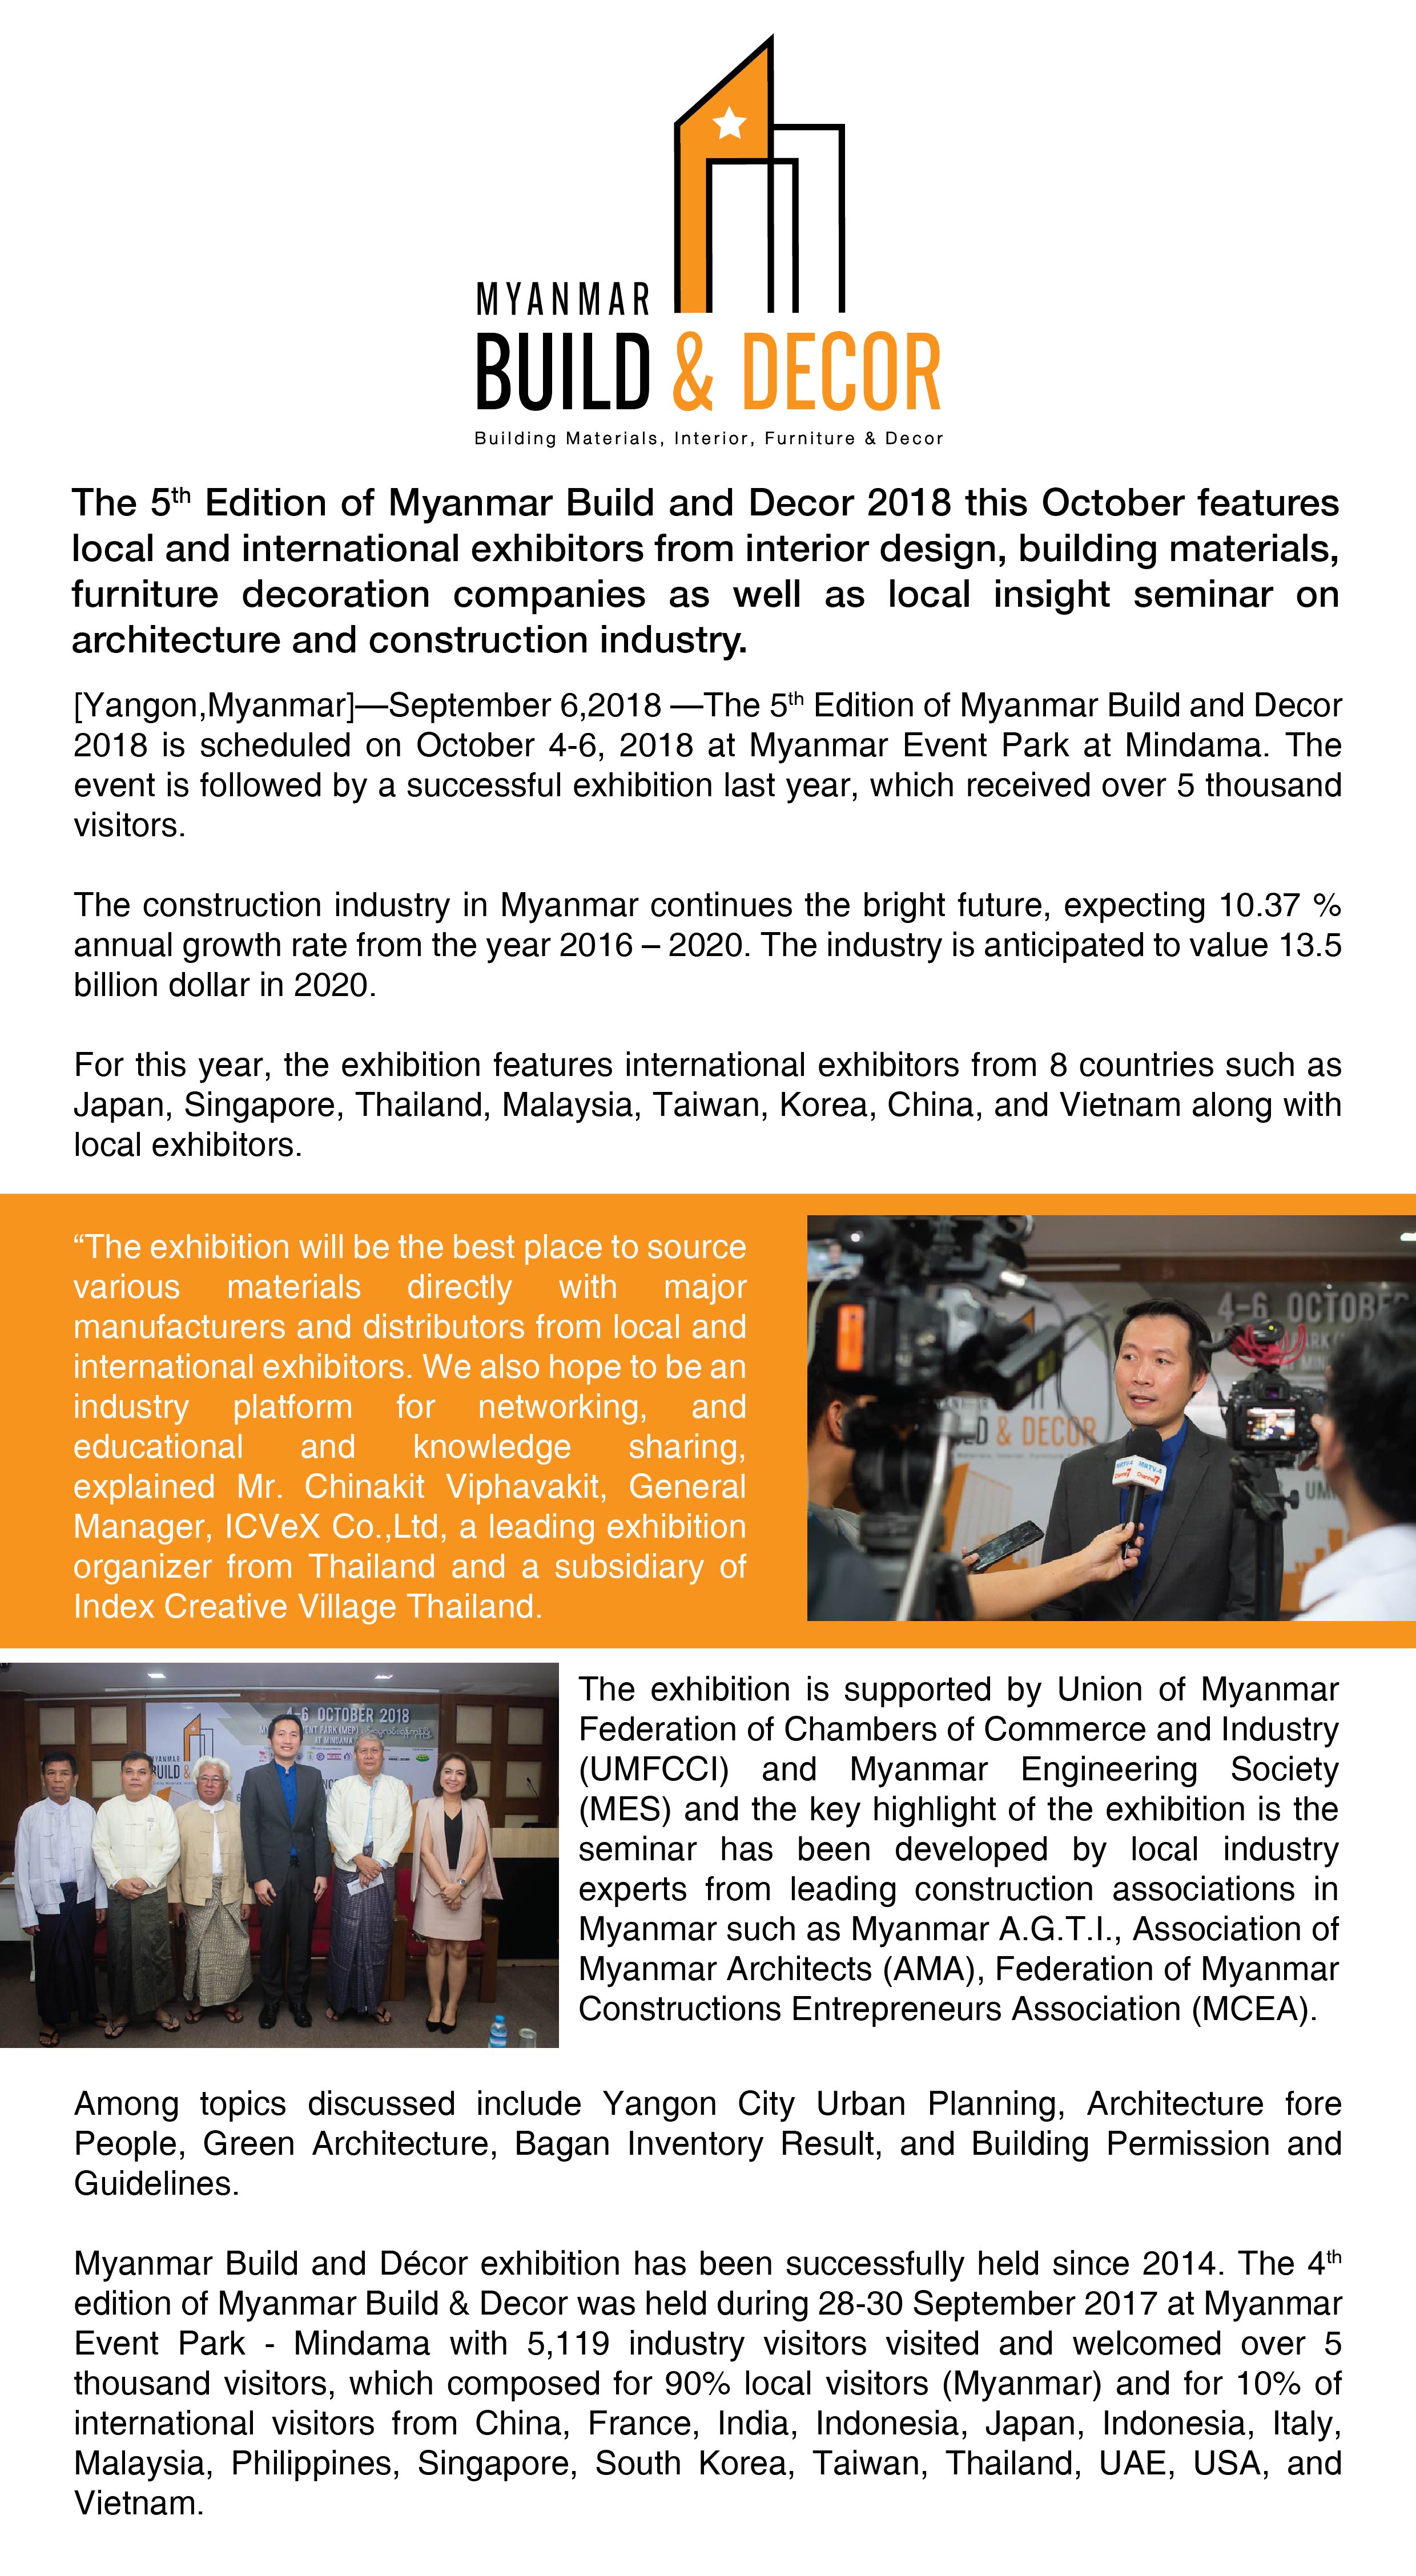 MYANMAR
BUILD & DECOR
Building Materials, Interior, Furniture & Decor
The 5th Edition of Myanmar Build and Decor 2018 this October features
local and international exhibitors from interior design, building materials,
furniture decoration companies as well as local insight seminar on
architecture and construction industry.
[Yangon,Myanmar]—September 6,2018 —The 5th Edition of Myanmar Build and Decor
2018 is scheduled on October 4-6, 2018 at Myanmar Event Park at Mindama. The
event is followed by a successful exhibition last year, which received over 5 thousand
visitors.
The construction industry in Myanmar continues the bright future, expecting 10.37 %
annual growth rate from the year 2016 – 2020. The industry is anticipated to value 13.5
billion dollar in 2020.
For this year, the exhibition features international exhibitors from 8 countries such as
Japan, Singapore, Thailand, Malaysia, Taiwan, Korea, China, and Vietnam along with
local exhibitors.
“The exhibition will be the best place to source
various materials directly with major
manufacturers and distributors from local and
international exhibitors. We also hope to be an
industry platform for networking, and
educational and knowledge sharing,
explained Mr. Chinakit Viphavakit, General
Manager, ICVeX Co.,Ltd, a leading exhibition
organizer from Thailand and a subsidiary of
Index Creative Village Thailand.
4-6 OCTOBER
& DECOR
MRTV-4 MRTV-4
Channel7 Channel7
4-6 OCTOBER 2018
AT MINDAMA
MYANMAR
BUILD &
The exhibition is supported by Union of Myanmar
Federation of Chambers of Commerce and Industry
(UMFCCI) and Myanmar Engineering Society
(MES) and the key highlight of the exhibition is the
seminar has been developed by local industry
experts from leading construction associations in
Myanmar such as Myanmar A.G.T.I., Association of
Myanmar Architects (AMA), Federation of Myanmar
Constructions Entrepreneurs Association (MCEA).
Among topics discussed include Yangon City Urban Planning, Architecture fore
People, Green Architecture, Bagan Inventory Result, and Building Permission and
Guidelines.
Myanmar Build and Décor exhibition has been successfully held since 2014. The 4th
edition of Myanmar Build & Decor was held during 28-30 September 2017 at Myanmar
Event Park - Mindama with 5,119 industry visitors visited and welcomed over 5
thousand visitors, which composed for 90% local visitors (Myanmar) and for 10% of
international visitors from China, France, India, Indonesia, Japan, Indonesia, Italy,
Malaysia, Philippines, Singapore, South Korea, Taiwan, Thailand, UAE, USA, and
Vietnam.